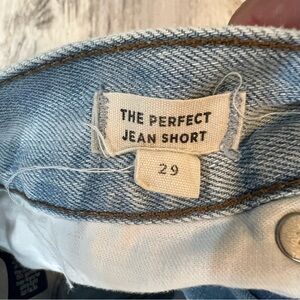 THE PERFECT
JEAN SHORT
29